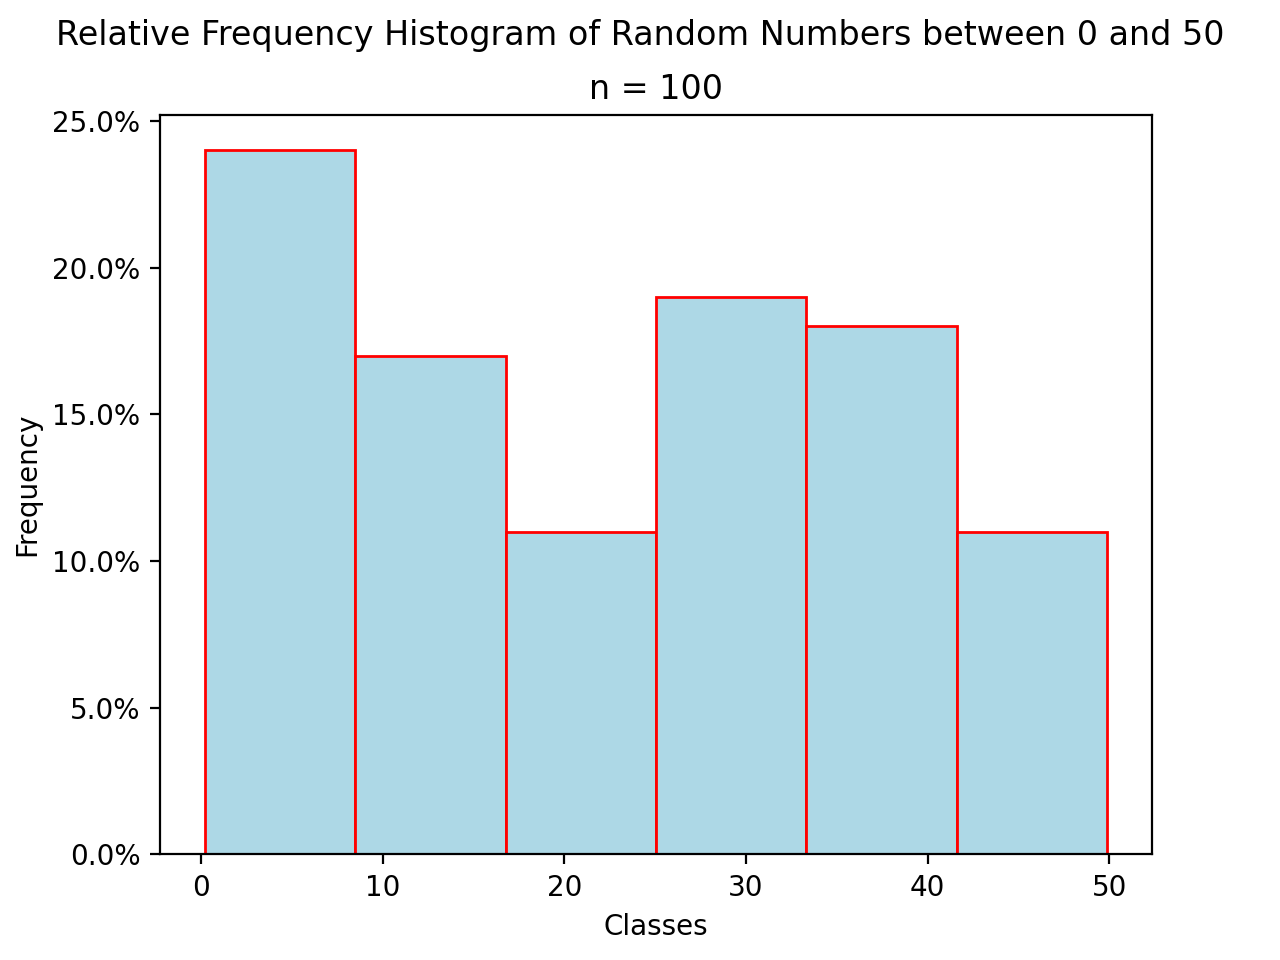 Relative Frequency Histogram of Random Numbers between 0 and 50
n = 100
25.0%
20.0%
15.0%
10.0%
5.0%
0.0%
Frequency
0 10 20 30 40 50
Classes